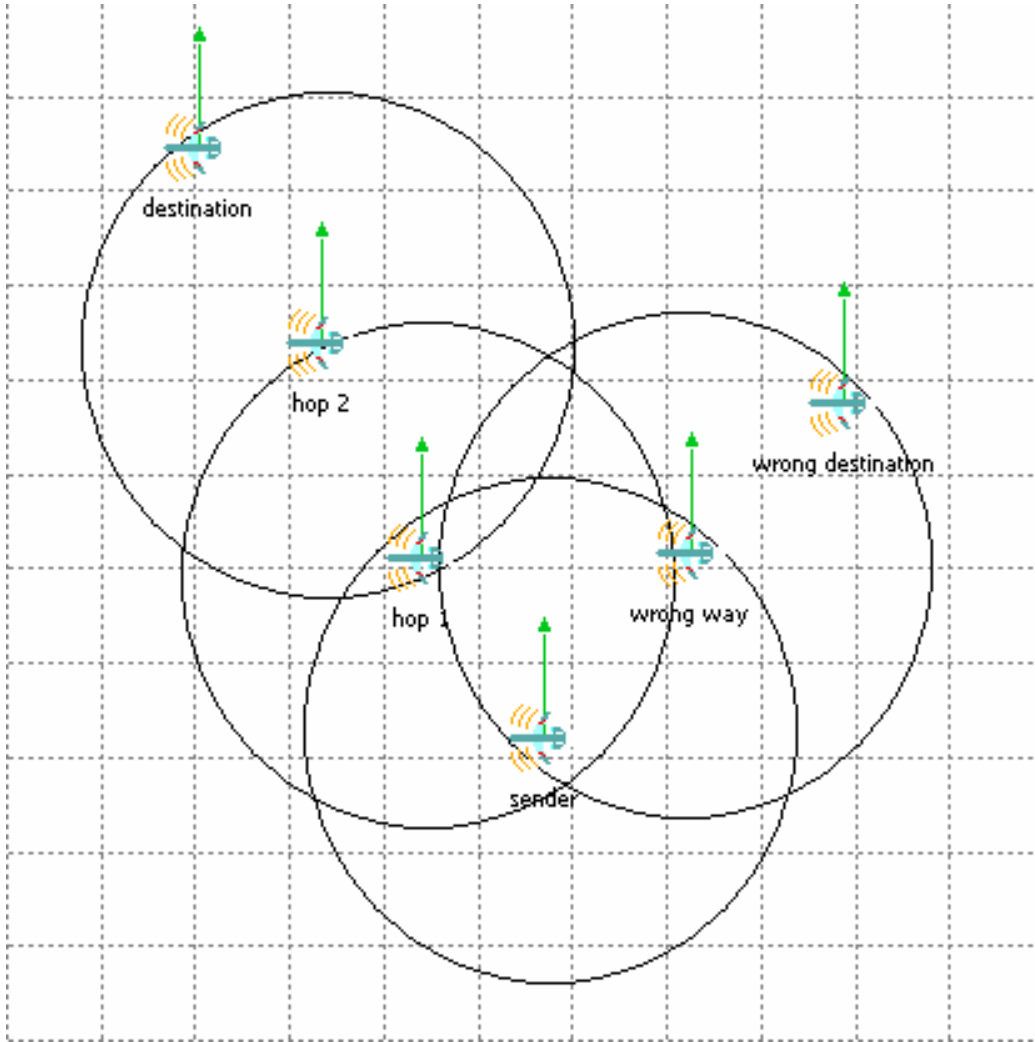 destination
hop 2
wrong destination
hop 1
wrong way
sender